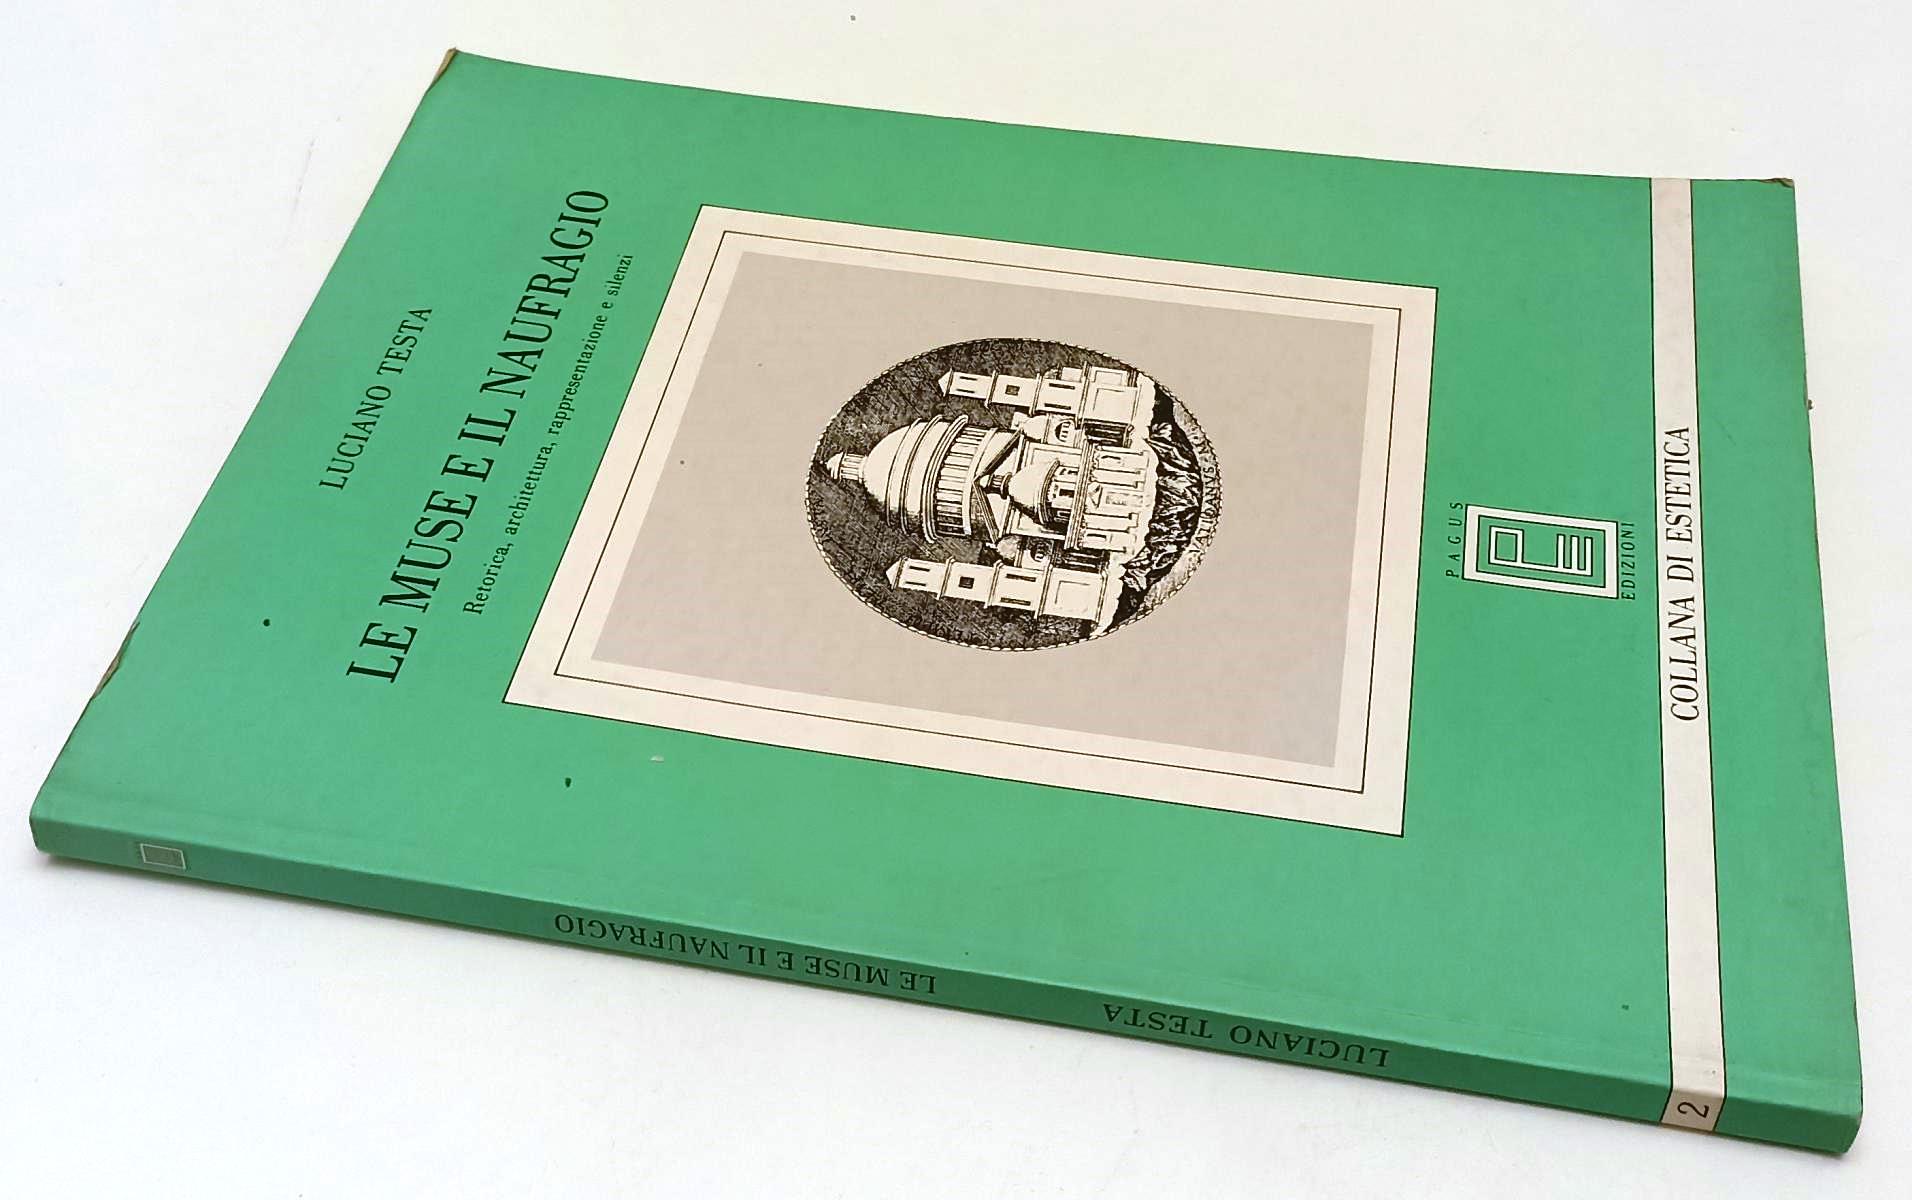 LUCIANO TESTA
LE MUSE E IL NAUFRAGIO
Retorica, architettura, rappresentazione e silenzi
PAGUS
EDIZIONI
COLLANA DI ESTETICA
LUCIANO TESTA
LE MUSE E IL NAUFRAGIO
2